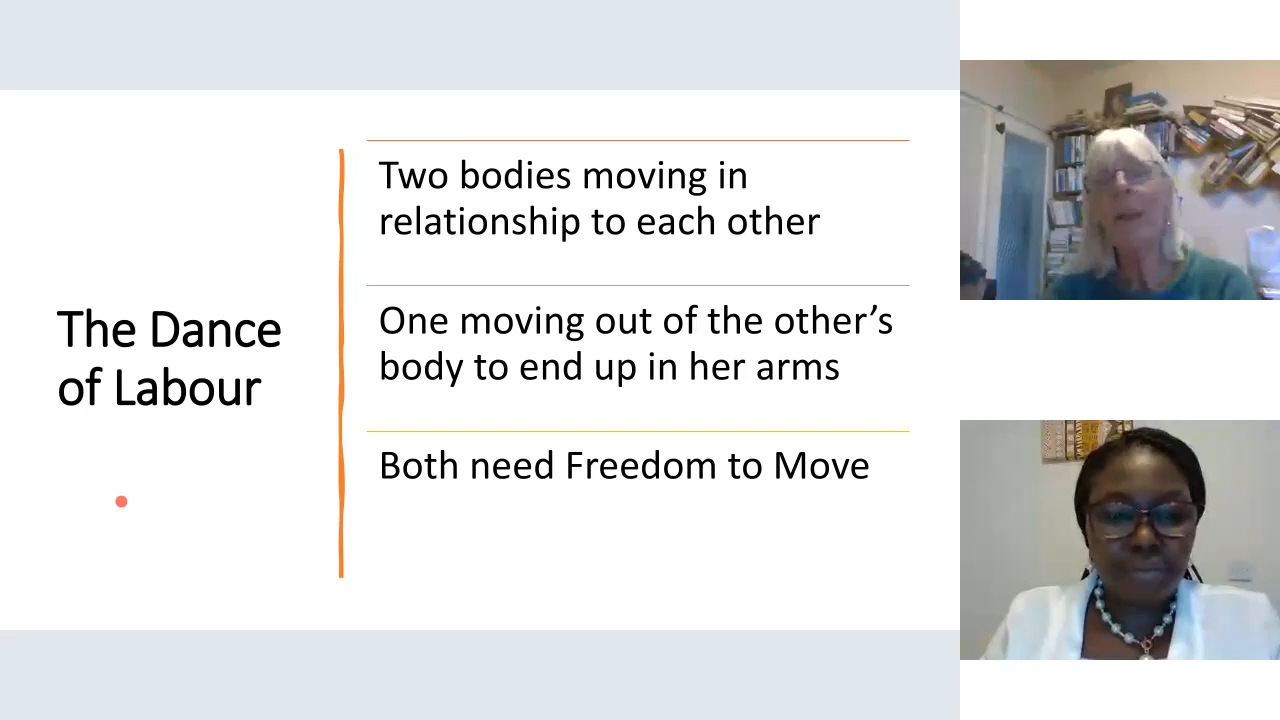 The Dance
of Labour
Two bodies moving in
relationship to each other
One moving out of the other’s
body to end up in her arms
Both need Freedom to Move